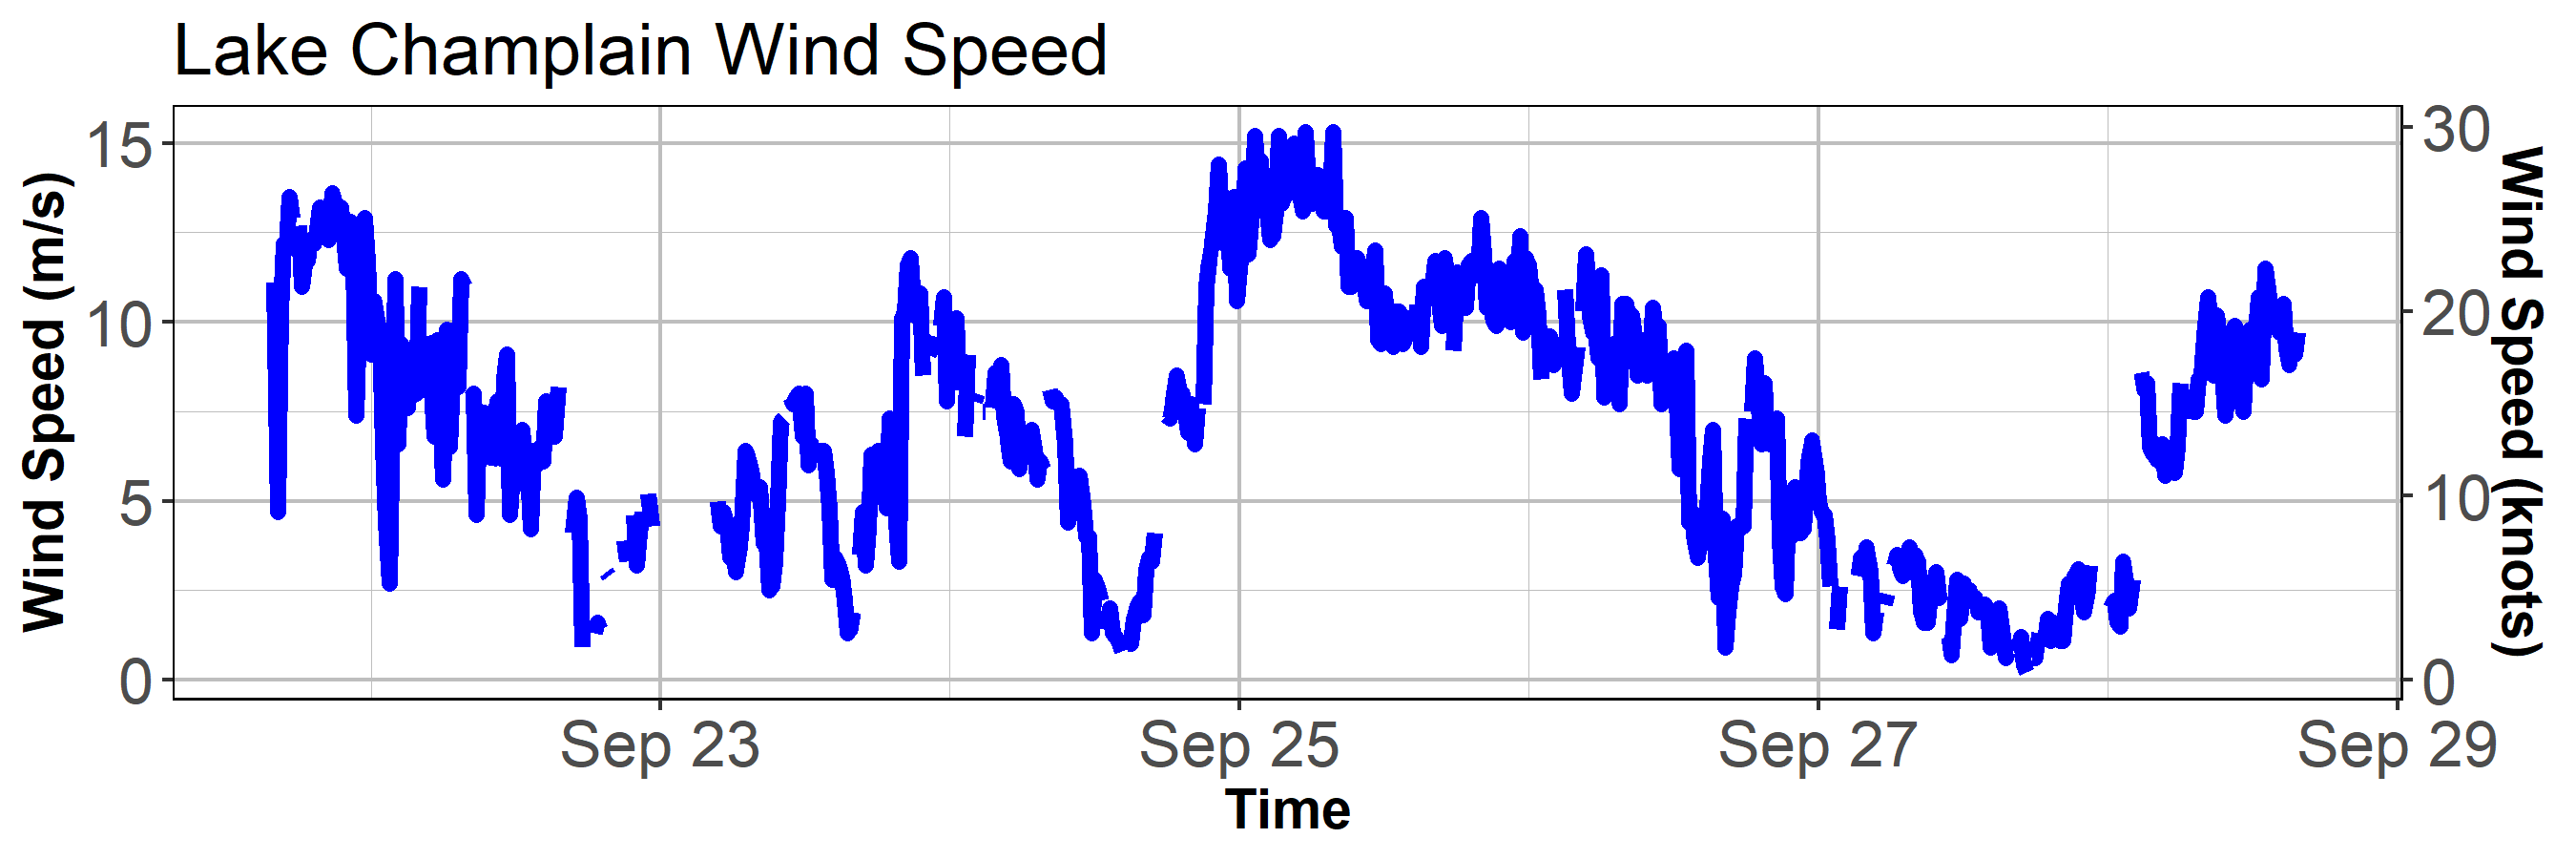 Lake Champlain Wind Speed
Wind Speed (m/s)
15
10
5
0
30
20
10
0
Wind Speed (knots)
Sep 23
Sep 25
Sep 27
Sep 29
Time